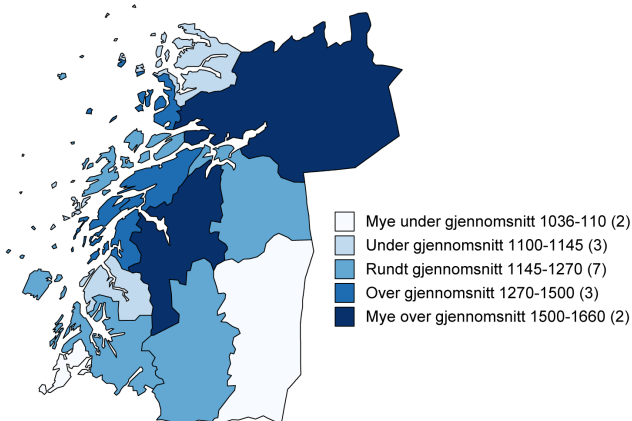 Mye under gjennomsnitt 1036-110 (2)
Under gjennomsnitt 1100-1145 (3)
Rundt gjennomsnitt 1145-1270 (7)
Over gjennomsnitt 1270-1500 (3)
Mye over gjennomsnitt 1500-1660 (2)